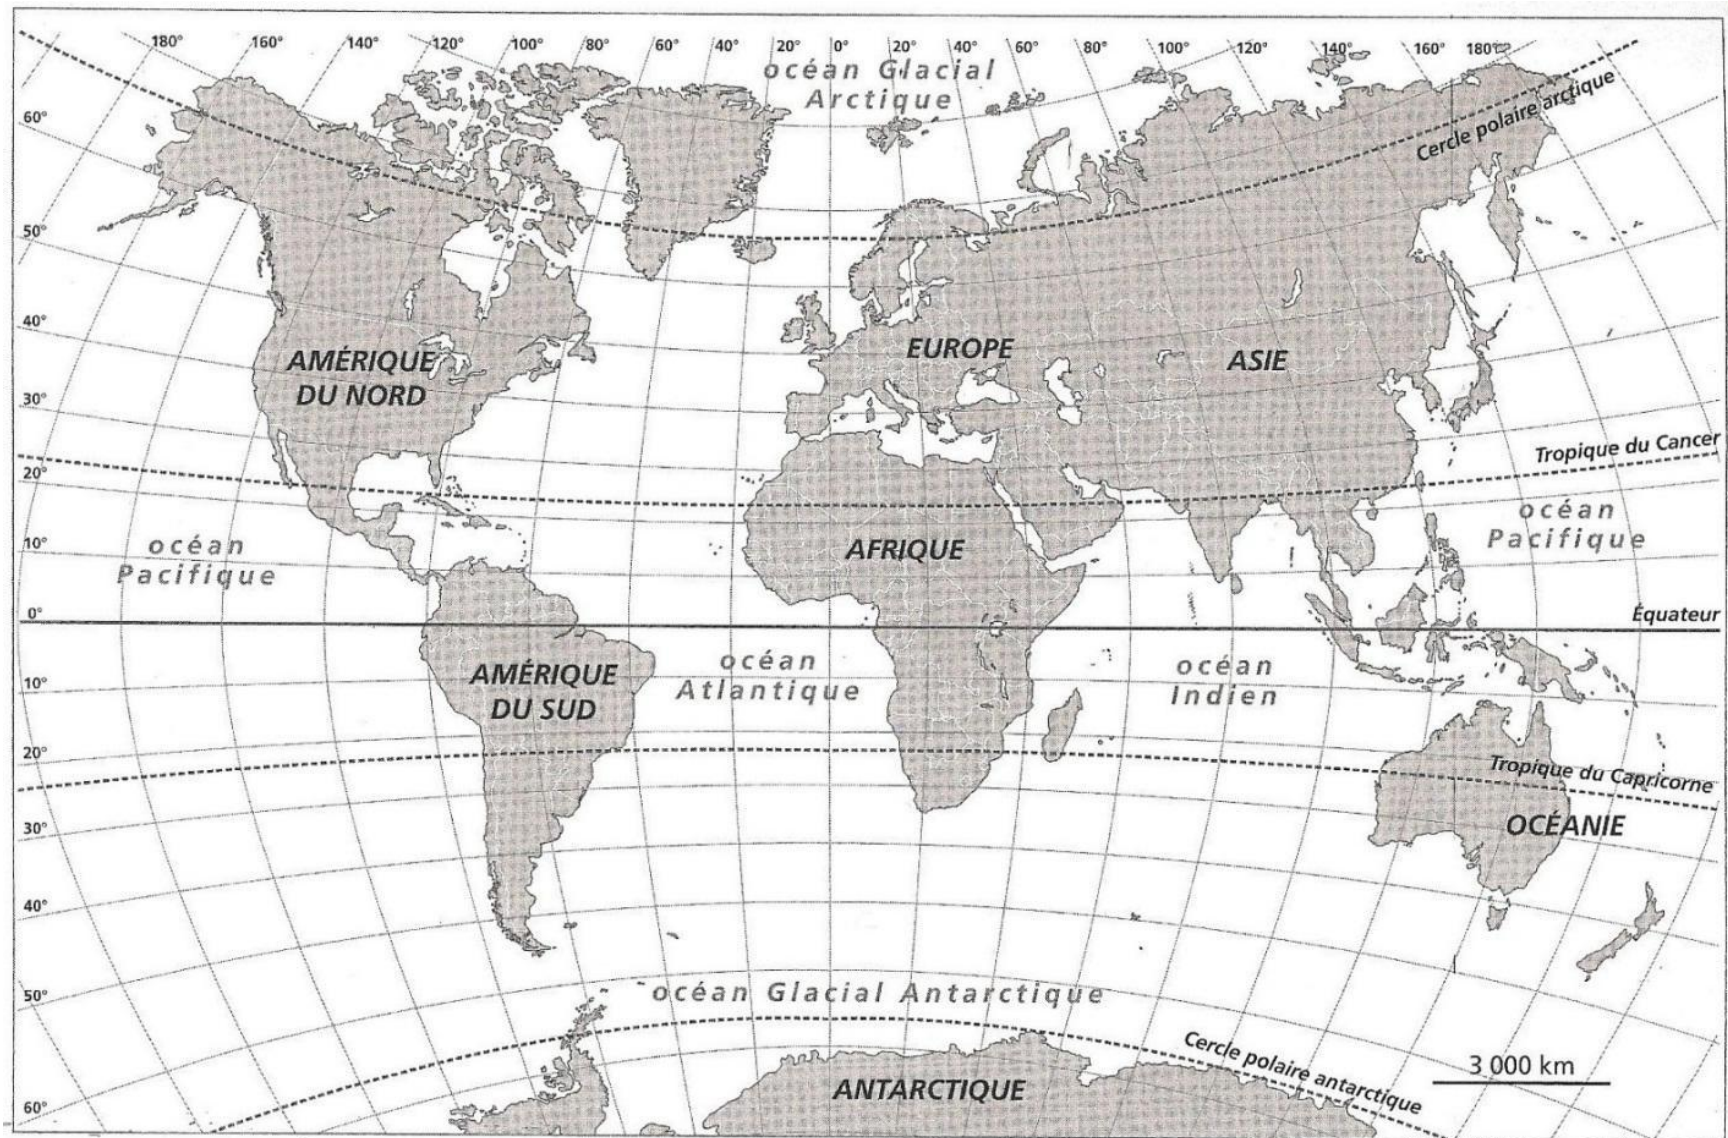 180° 160° 140° 120° 100° 80° 60° 40° 20° 0° 20° 40° 60° 80° 100° 120° 140° 160° 180°
océan Glacial
Arctique
Cercle polaire arctique
60°
50°
40°
30°
20°
10°
0°
10°
20°
30°
40°
50°
60°
AMÉRIQUE
DU NORD
EUROPE
ASIE
Tropique du Cancer
océan
Pacifique
AFRIQUE
océan
Pacifique
Équateur
AMÉRIQUE
DU SUD
océan
Atlantique
océan
Indien
Tropique du Capricorne
OCÉANIE
océan Glacial Antarctique
Cercle polaire antarctique
3 000 km
ANTARCTIQUE